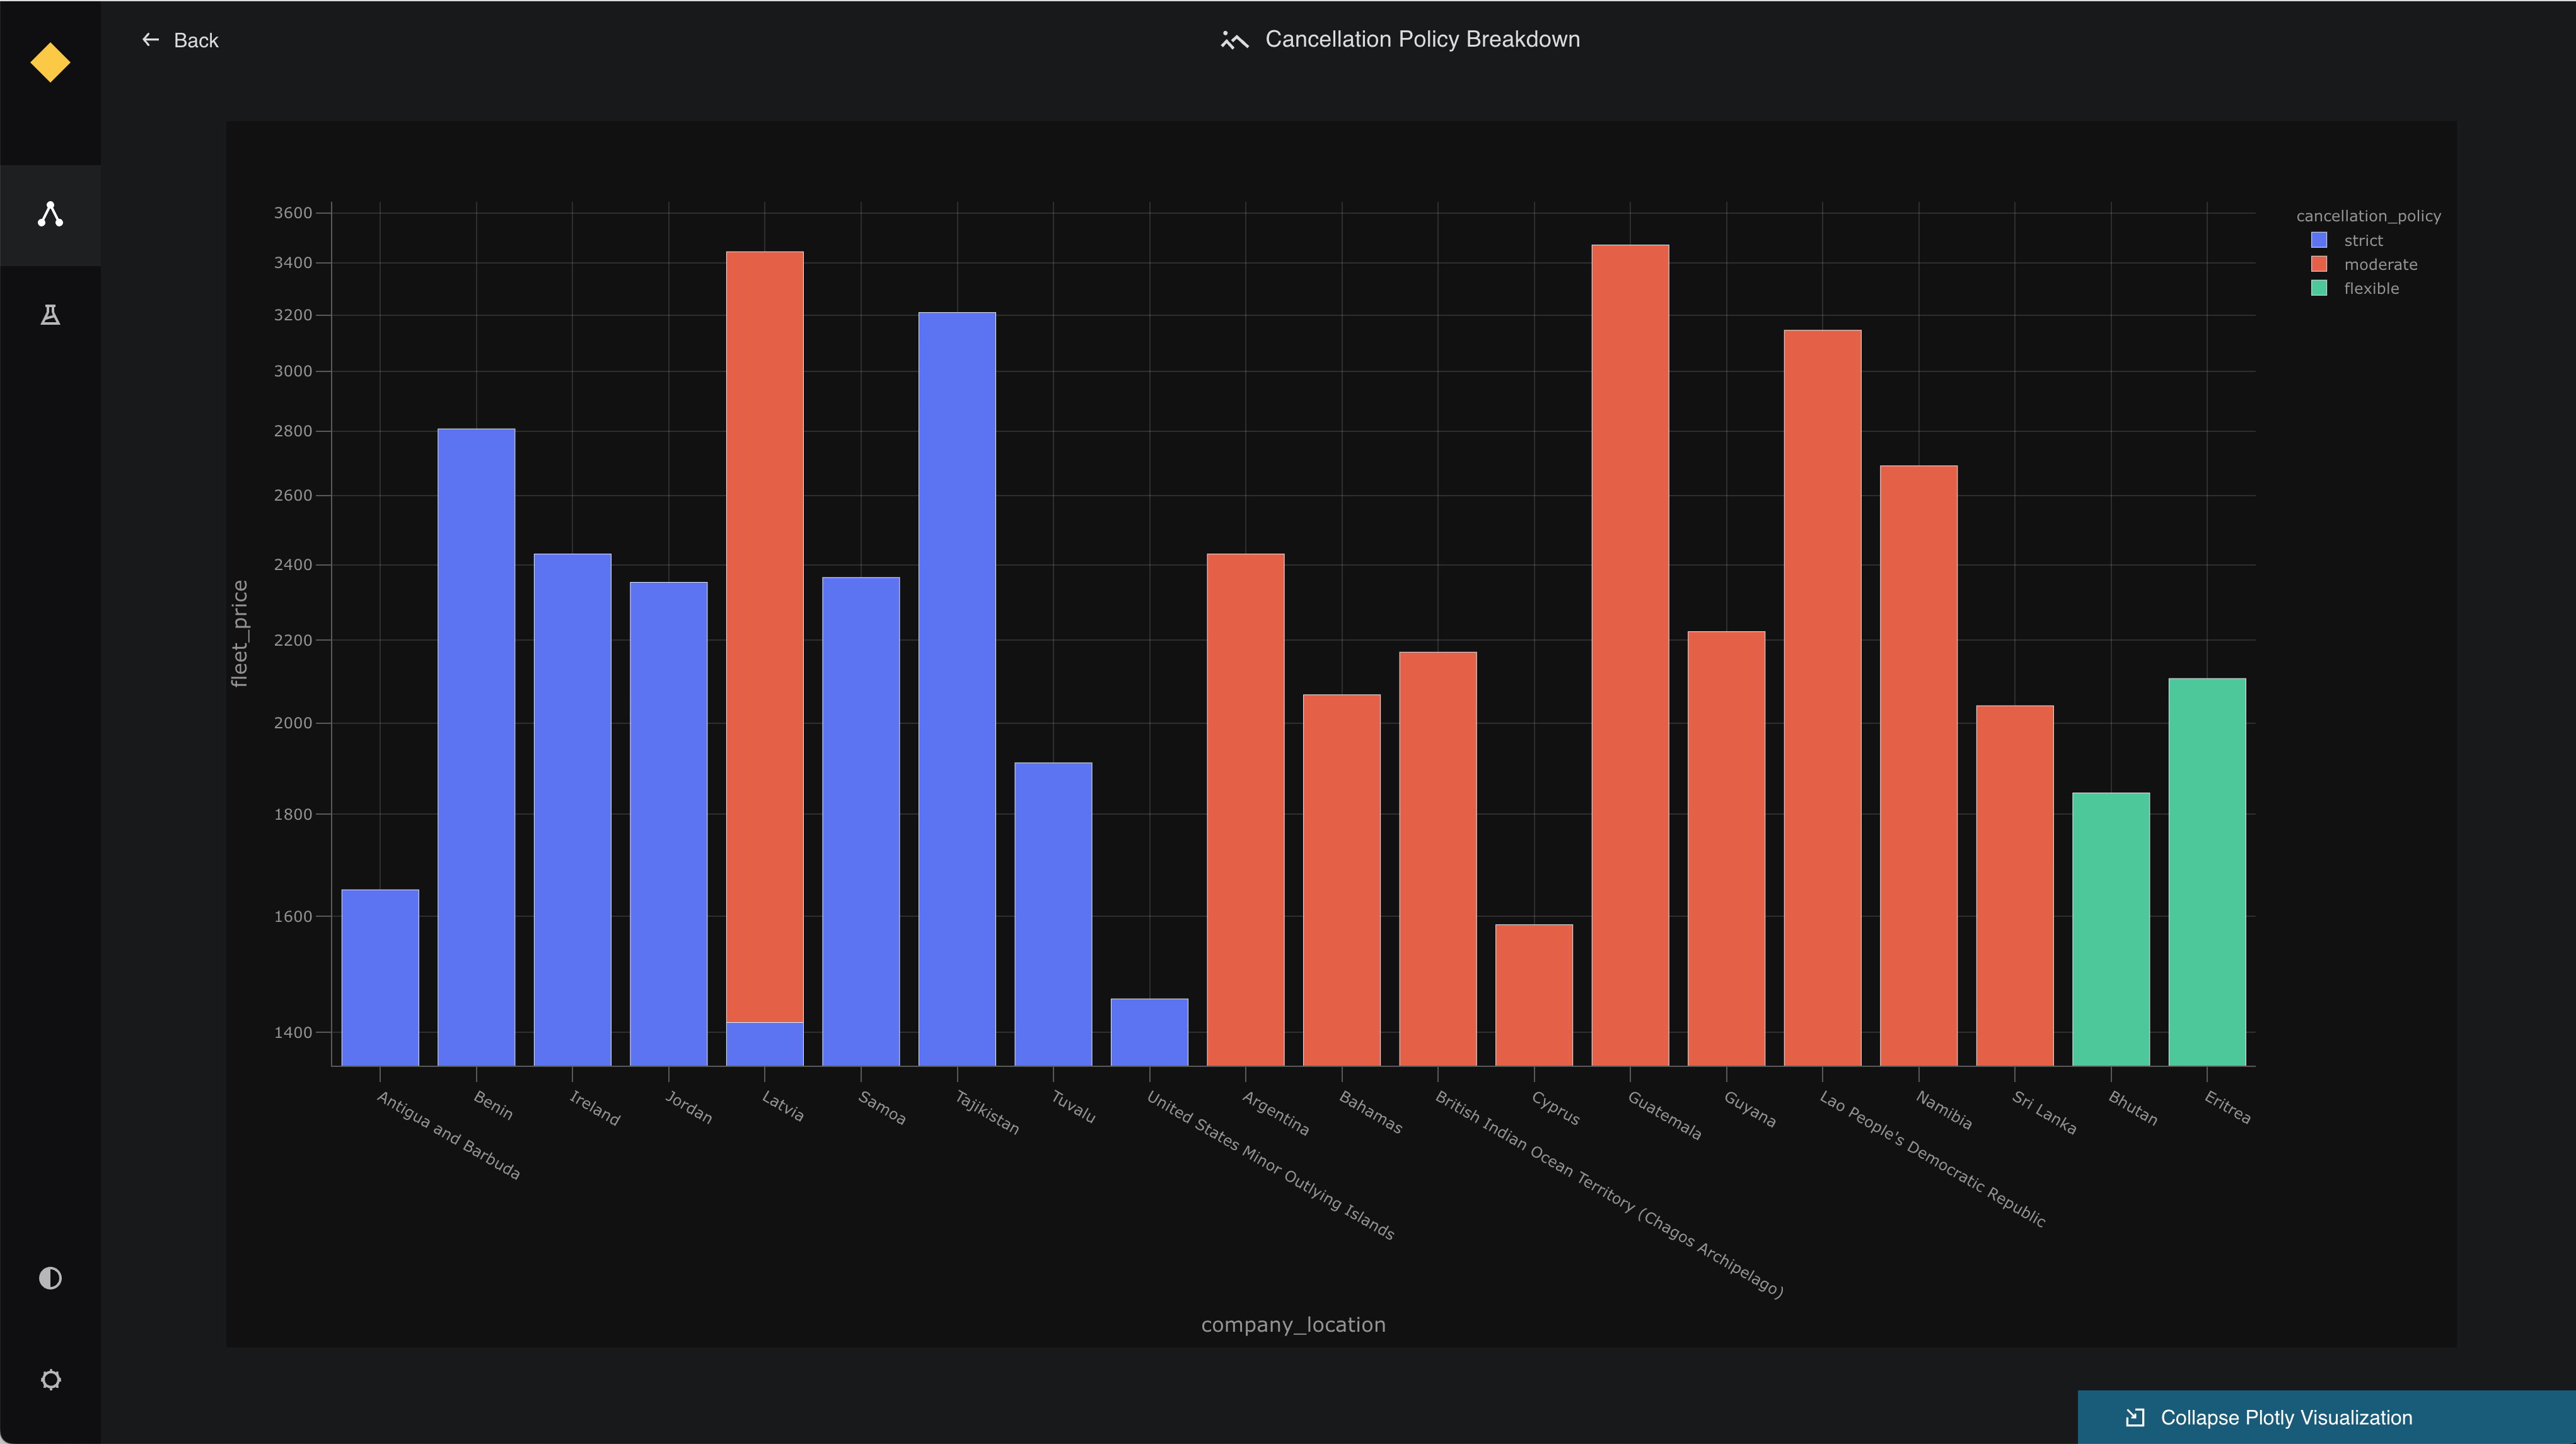 Back
Cancellation Policy Breakdown
cancellation_policy
strict
moderate
flexible
3600
3400
3200
3000
2800
2600
2400
2200
2000
1800
1600
1400
fleet_price
Antigua and Barbuda
Benin
Ireland
Jordan
Latvia
Samoa
Tajikistan
Tuvalu
United States Minor Outlying Islands
Argentina
Bahamas
British Indian Ocean Territory (Chagos Archipelago)
Cyprus
Guatemala
Guyana
Lao People's Democratic Republic
Namibia
Sri Lanka
Bhutan
Eritrea
company_location
Collapse Plotly Visualization